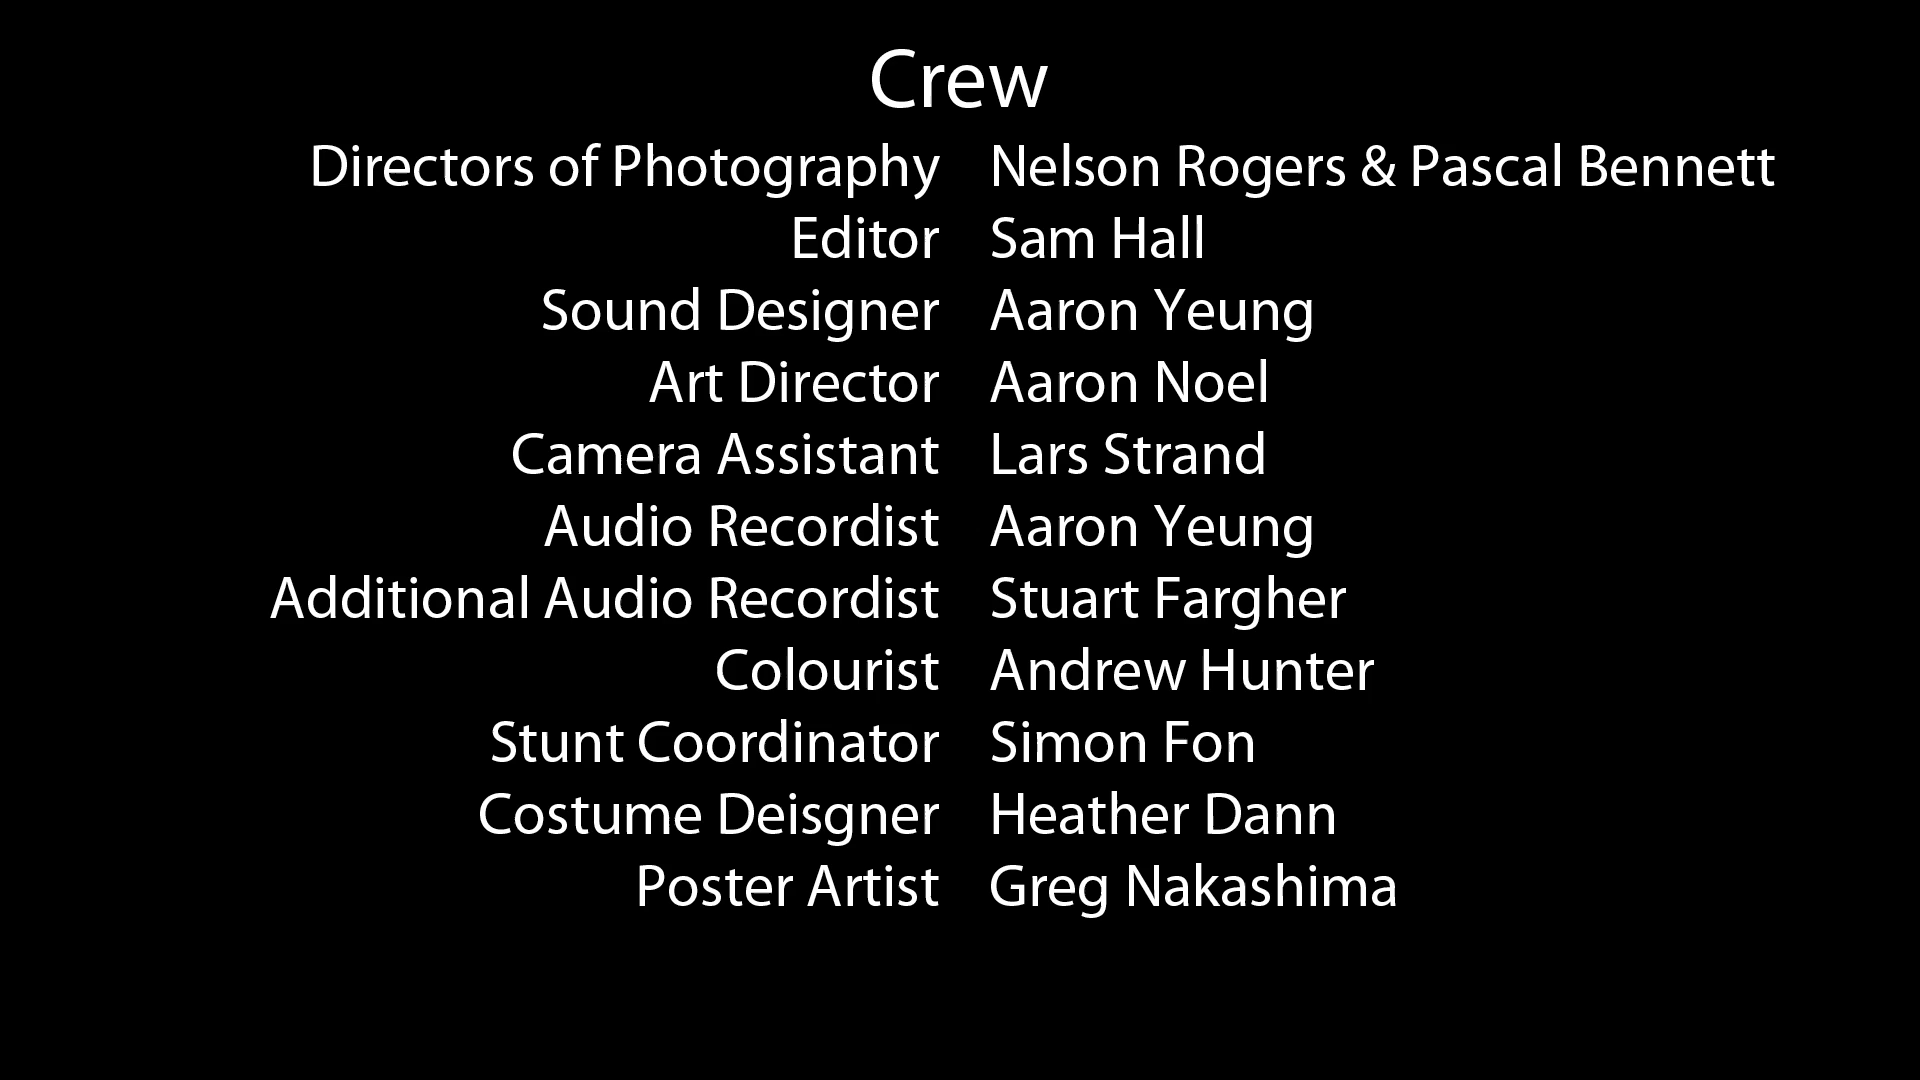 Crew
Directors of Photography Nelson Rogers & Pascal Bennett
Editor Sam Hall
Sound Designer Aaron Yeung
Art Director Aaron Noel
Camera Assistant Lars Strand
Audio Recordist Aaron Yeung
Additional Audio Recordist Stuart Fargher
Colourist Andrew Hunter
Stunt Coordinator Simon Fon
Costume Deisgner Heather Dann
Poster Artist Greg Nakashima